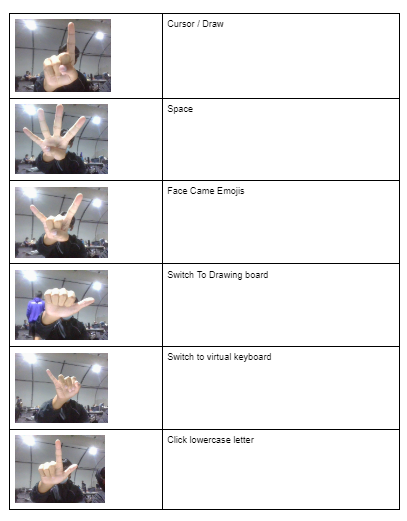 Cursor / Draw
Space
Face Came Emojis
Switch To Drawing board
Switch to virtual keyboard
Click lowercase letter